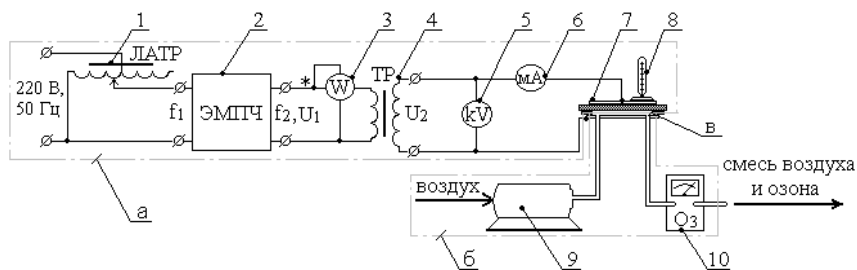 1 2 3 4 5 6 7 8
ЛАТР
220 В,
50 Гц
f1
ЭМПЧ
f2, U1
*
W
ТР
U2
kV
мА
в
а
воздух
смесь воздуха
и озона
O3
б 9 10